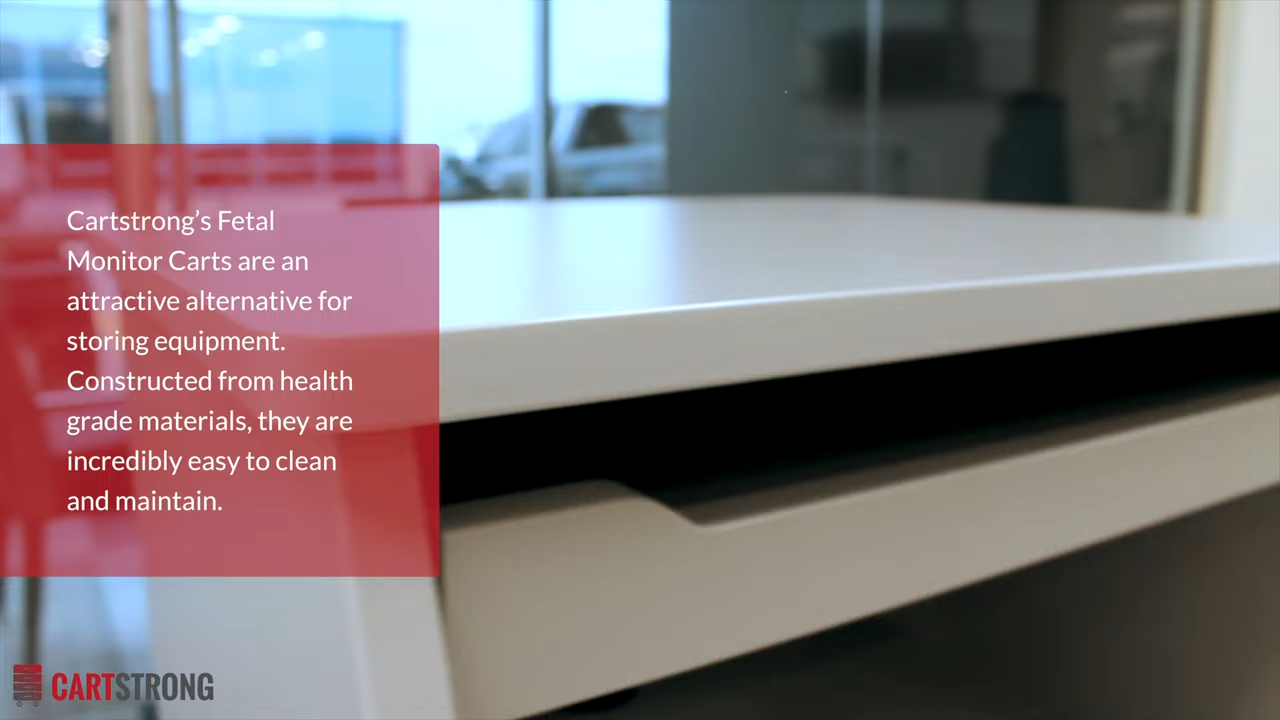 Cartstrong’s Fetal
Monitor Carts are an
attractive alternative for
storing equipment.
Constructed from health
grade materials, they are
incredibly easy to clean
and maintain.
CARTSTRONG